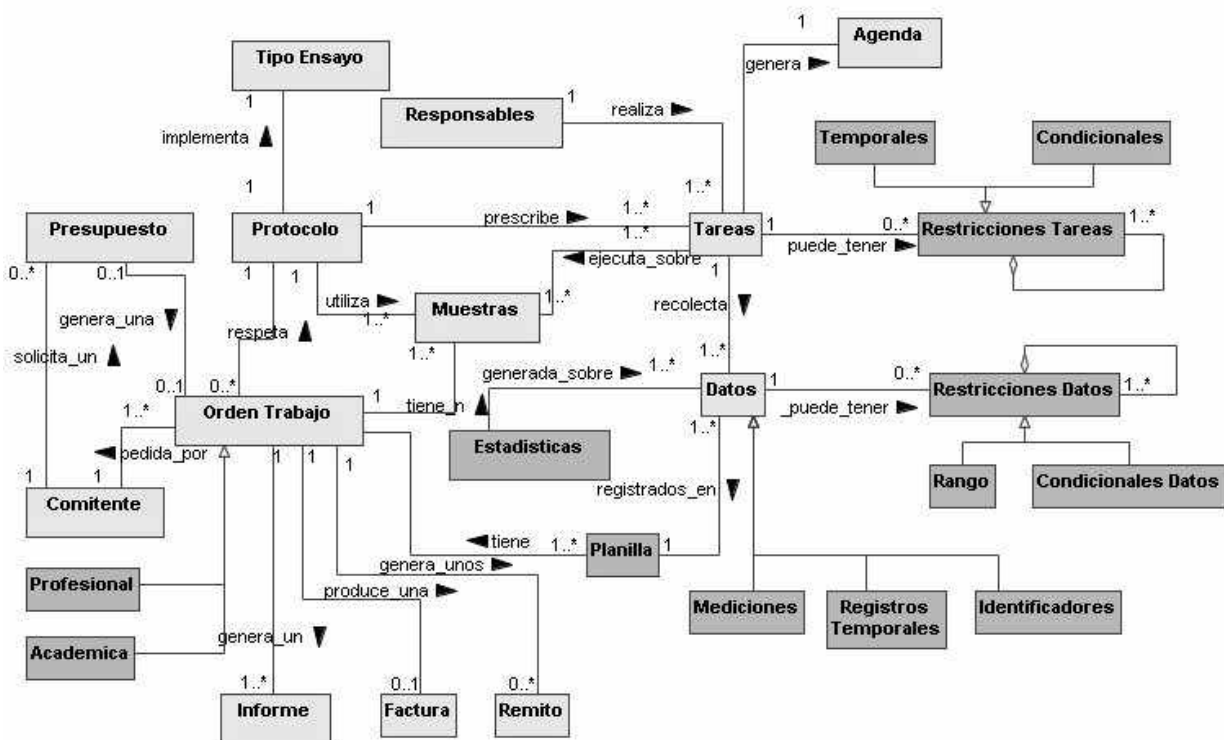 1
Agenda
Tipo Ensayo
genera
1
1
Responsables
realiza
implementa
Temporales
Condicionales
1
1..*
Presupuesto
Protocolo
1
prescribe
1..*
Tareas
1
0..*
Restricciones Tareas
1..*
1..*
puede_tener
0..*
0..1
1
1
ejecuta_sobre
1
utiliza
Muestras
1..*
recolecta
genera_una
respeta
1..*
solicita_un
1..*
generada_sobre
1..*
1..*
0..1
0..*
Datos
1
0..*
Restricciones Datos
1..*
1..*
Orden Trabajo
1
tiene_n
_puede_tener
1..*
Estadisticas
pedida_por
1
1
1
1
1
Comitente
Rango
Condicionales Datos
registrados_en
tiene
1..*
Planilla
1
genera_unos
Profesional
produce_una
Mediciones
Registros
Temporales
Identificadores
Academica
genera_un
1..*
0..1
0..*
Informe
Factura
Remito